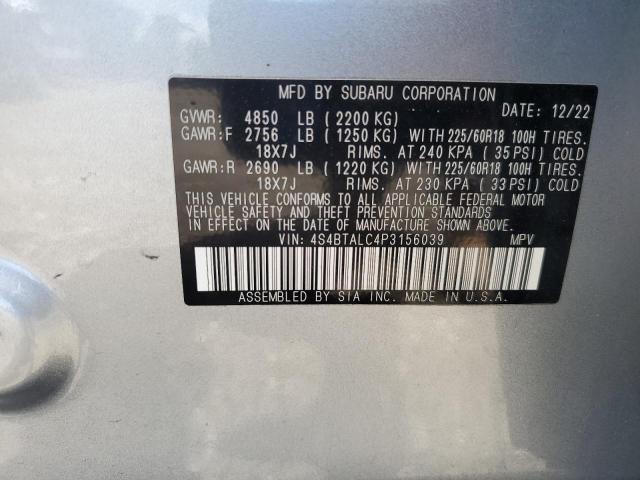 MFD BY SUBARU CORPORATION
GVWR: 4850 LB ( 2200 KG) DATE: 12/22
GAWR:F 2756 LB ( 1250 KG) WITH 225/60R18 100H TIRES.
18X7J RIMS. AT 240 KPA ( 35 PSI) COLD
GAWR:R 2690 LB ( 1220 KG) WITH 225/60R18 100H TIRES.
18X7J RIMS. AT 230 KPA ( 33 PSI) COLD
THIS VEHICLE CONFORMS TO ALL APPLICABLE FEDERAL MOTOR
VEHICLE SAFETY AND THEFT PREVENTION STANDARDS
IN EFFECT ON THE DATE OF MANUFACTURE SHOWN ABOVE.
VIN: 4S4BTALC4P3156039 MPV
ASSEMBLED BY SIA INC. MADE IN U.S.A.